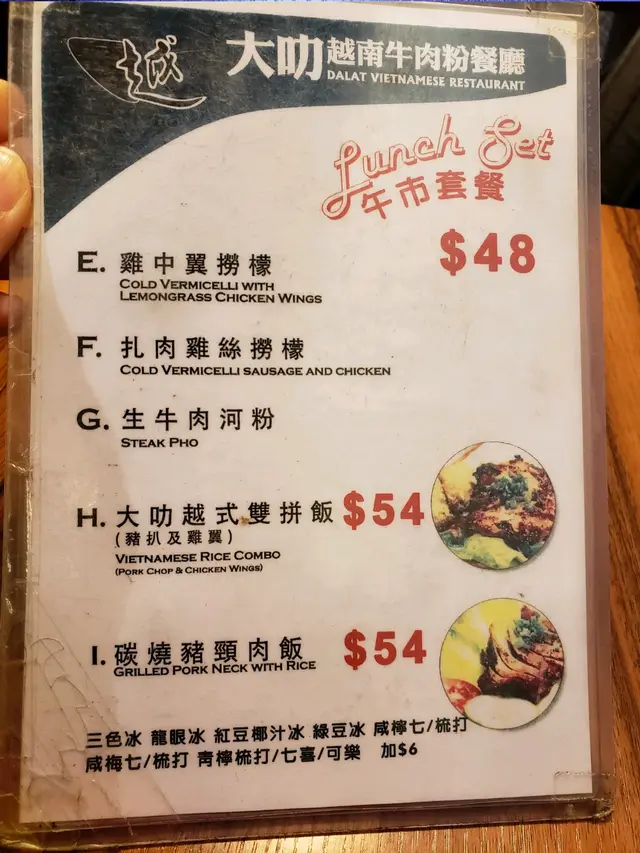 越
大叻越南牛肉粉餐廳
DALAT VIETNAMESE RESTAURANT
Lunch Set
午市套餐
$48
E. 雞中翼撈檬
COLD VERMICELLI WITH
LEMONGRASS CHICKEN WINGS
F. 扎肉雞絲撈檬
COLD VERMICELLI SAUSAGE AND CHICKEN
G. 生牛肉河粉
STEAK PHO
H. 大叻越式雙拼飯 $54
(豬扒及雞翼)
VIETNAMESE RICE COMBO
(PORK CHOP & CHICKEN WINGS)
I. 碳燒豬頸肉飯 $54
GRILLED PORK NECK WITH RICE
三色冰 龍眼冰 紅豆椰汁冰 綠豆冰 咸檸七/梳打
咸梅七/梳打 青檸梳打/七喜/可樂 加$6